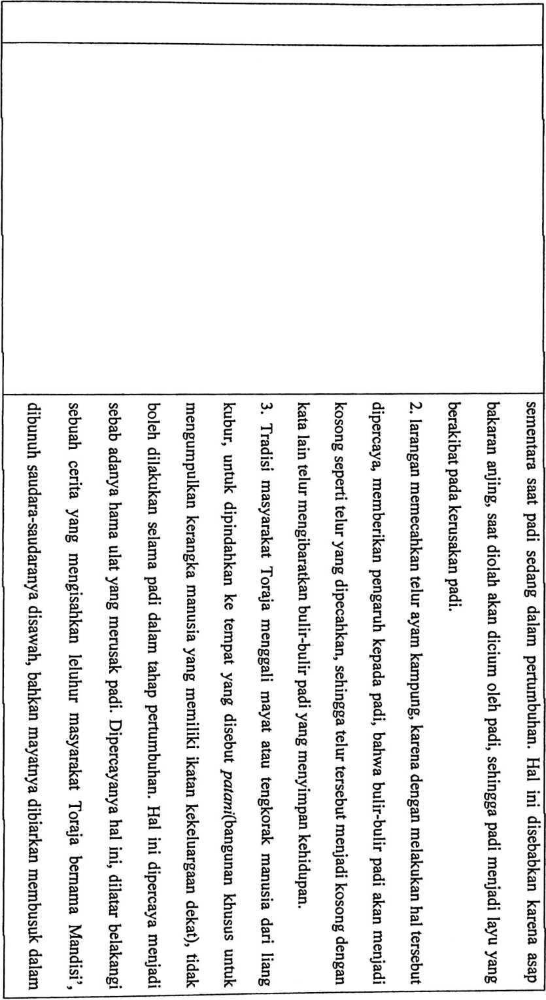 sementara saat padi sedang dalam pertumbuhan. Hal ini disebabkan karena asap
bakaran anjing, saat diolah akan dicium oleh padi, sehingga padi menjadi layu yang
berakibat pada kerusakan padi.
2. larangan memecahkan telur ayam kampung, karena dengan melakukan hal tersebut
dipercaya, memberikan pengaruh kepada padi, bahwa bulir-bulir padi akan menjadi
kosong seperti telur yang dipecahkan, sehingga telur tersebut menjadi kosong dengan
kata lain telur mengibaratkan bulir-bulir padi yang menyimpan kehidupan.
3. Tradisi masyarakat Toraja menggali mayat atau tengkorak manusia dari liang
kubur, untuk dipindahkan ke tempat yang disebut patani(bangunan khusus untuk
mengumpulkan kerangka manusia yang memiliki ikatan kekeluargaan dekat), tidak
boleh dilakukan selama padi dalam tahap pertumbuhan. Hal ini dipercaya menjadi
sebab adanya hama ulat yang merusak padi. Dipercayanya hal ini, dilatar belakangi
sebuah cerita yang mengisahkan leluhur masyarakat Toraja bernama Mandisi',
dibunuh saudara-saudaranya disawah, bahkan mayatnya dibiarkan membusuk dalam